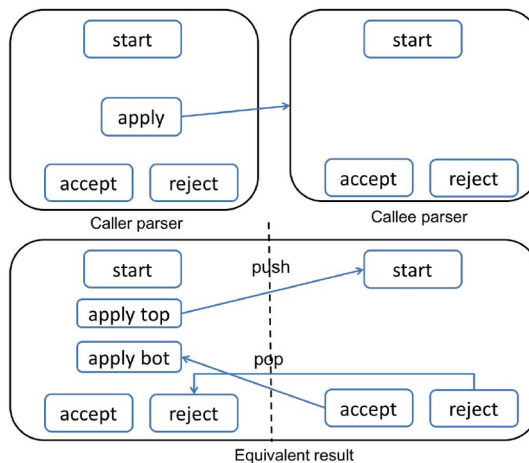 start
start
apply
accept
reject
accept
reject
Caller parser
Callee parser
start
push
start
apply top
apply bot
pop
accept
reject
accept
reject
Equivalent result